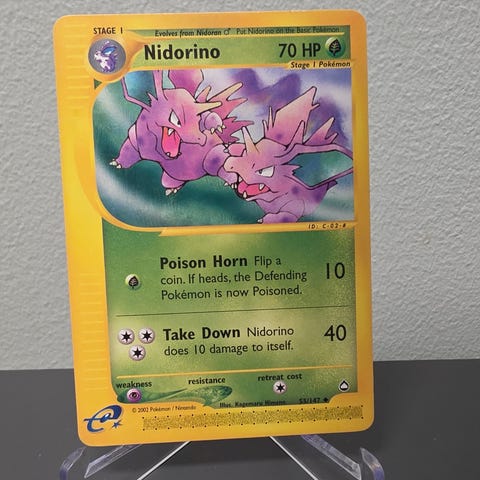 STAGE 1 Evolves from Nidoran ♂ Put Nidorino on the Basic Pokémon
Nidorino 70 HP
Stage 1 Pokémon
ID: C-02-#
Poison Horn Flip a
coin. If heads, the Defending
Pokémon is now Poisoned.
10
Take Down Nidorino
does 10 damage to itself.
40
weakness resistance retreat cost
Illus. Kagemaru Himeno 55/147
© 2002 Pokémon / Nintendo
e